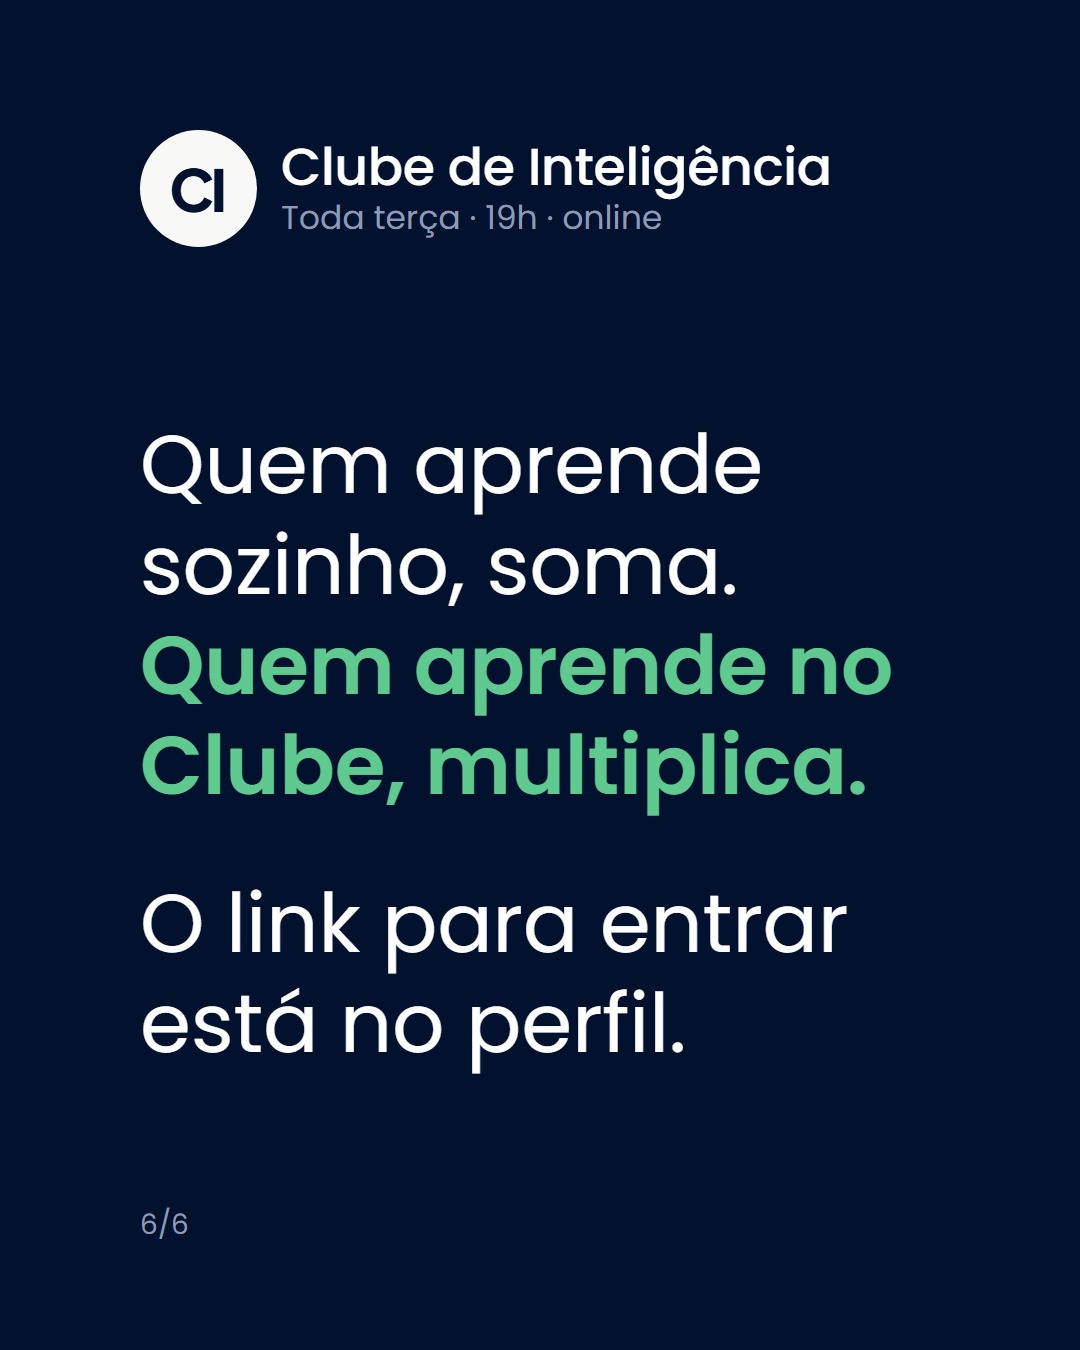 CI
Clube de Inteligência
Toda terça · 19h · online
Quem aprende
sozinho, soma.
Quem aprende no
Clube, multiplica.
O link para entrar
está no perfil.
6/6